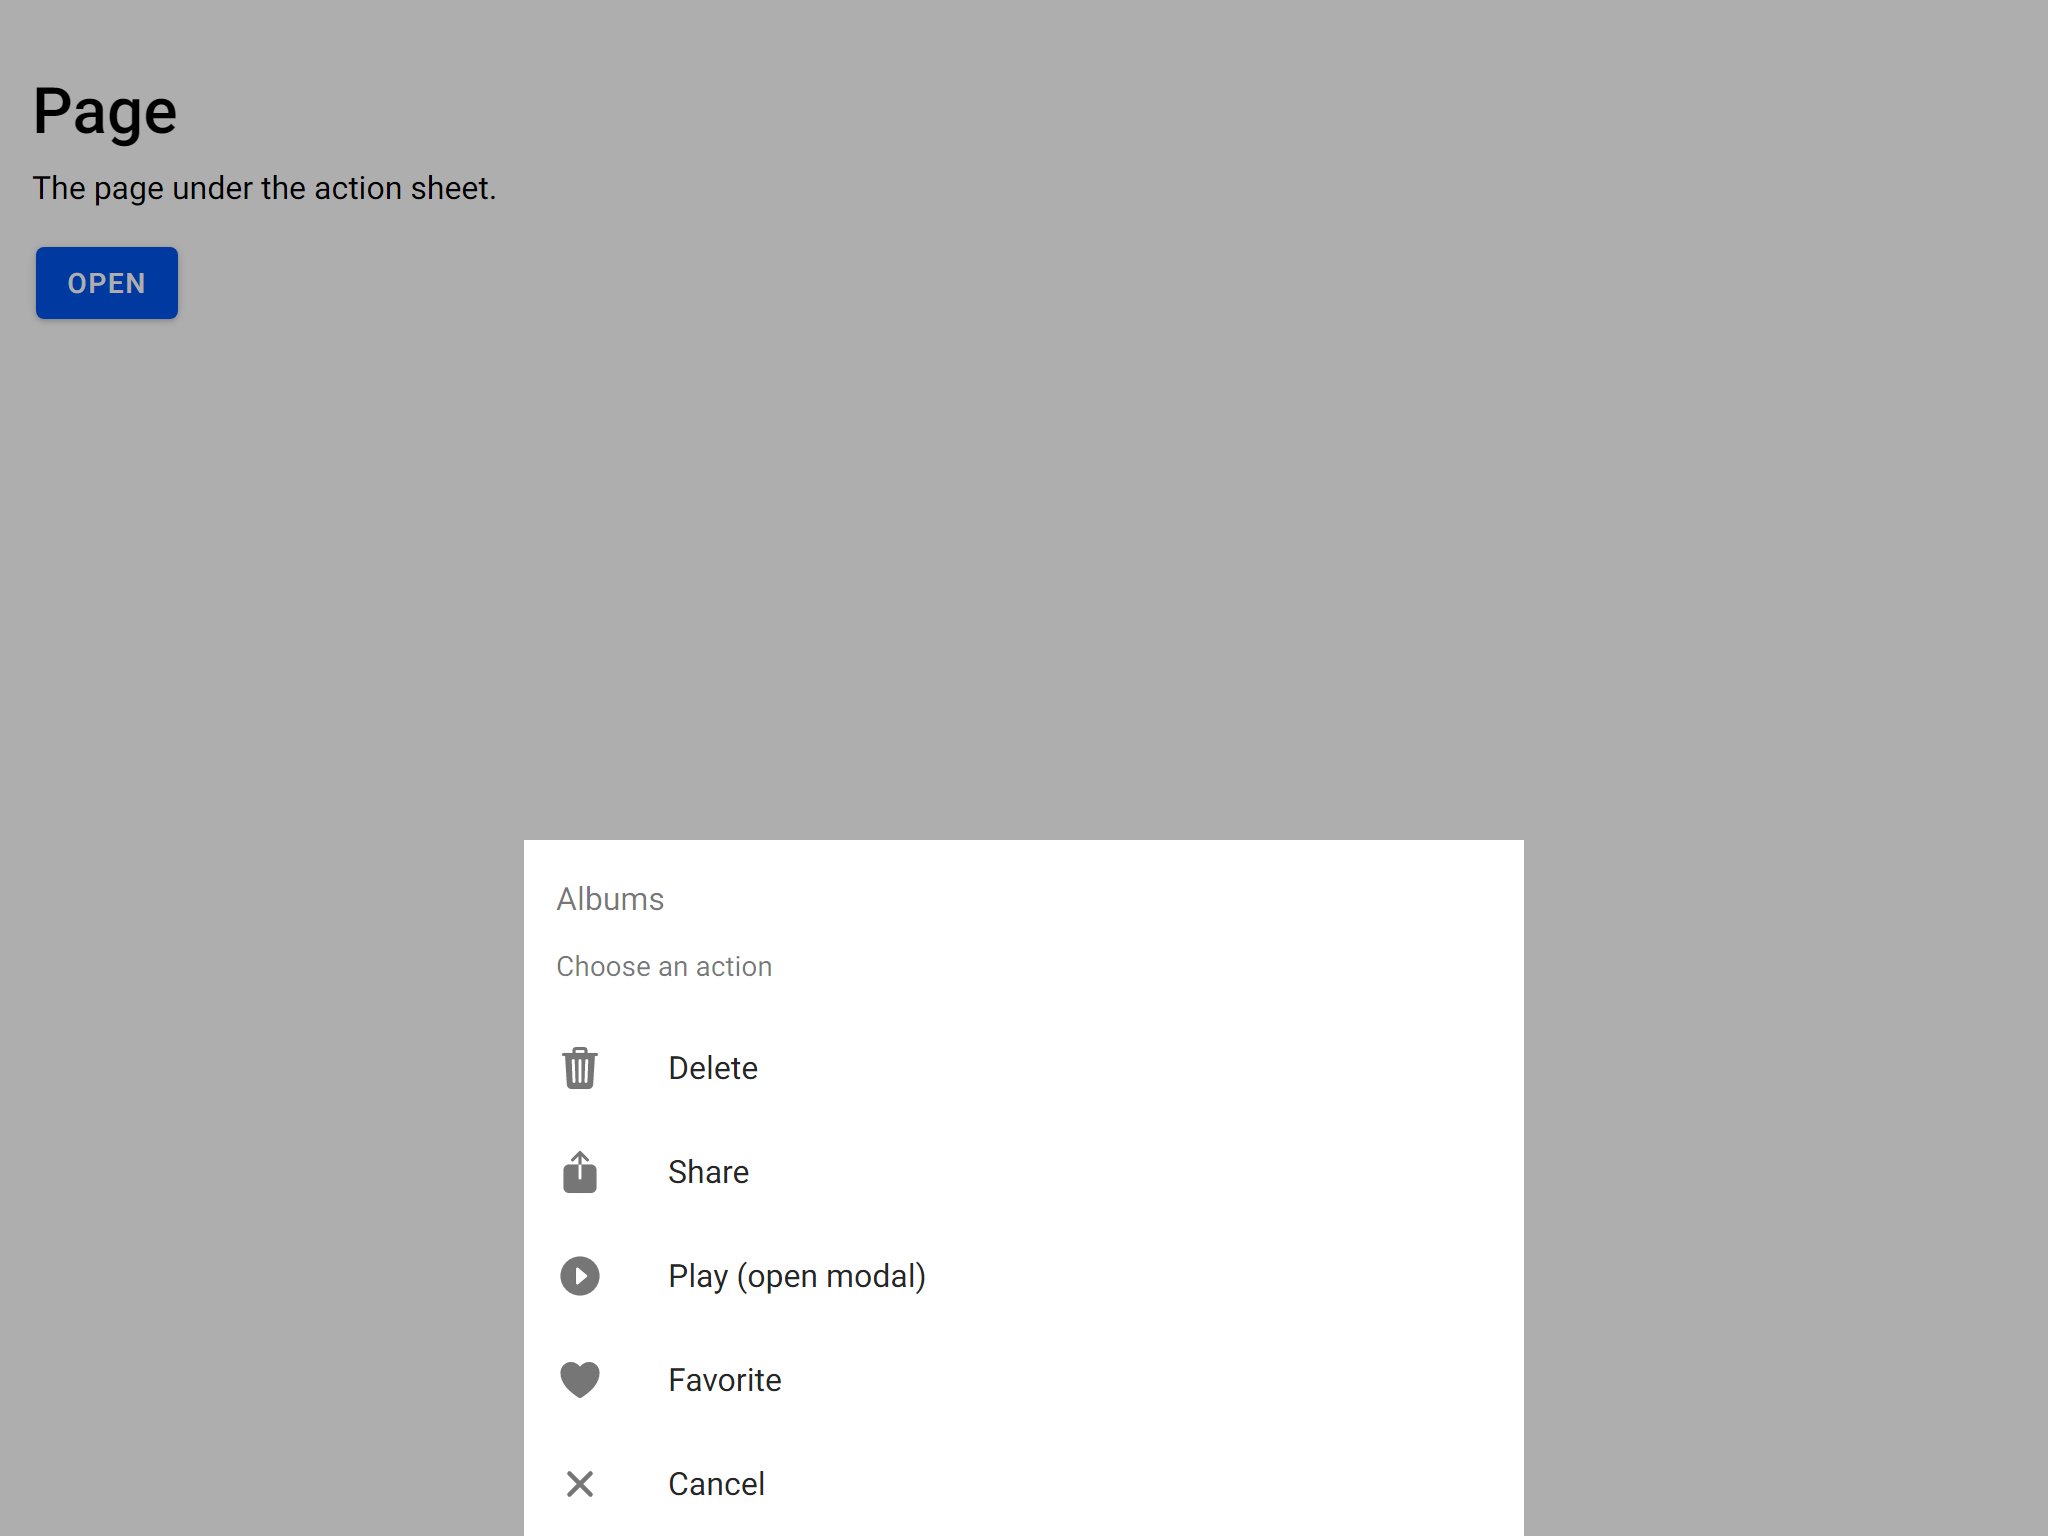 Page
The page under the action sheet.
OPEN
Albums
Choose an action
Delete
Share
Play (open modal)
Favorite
Cancel